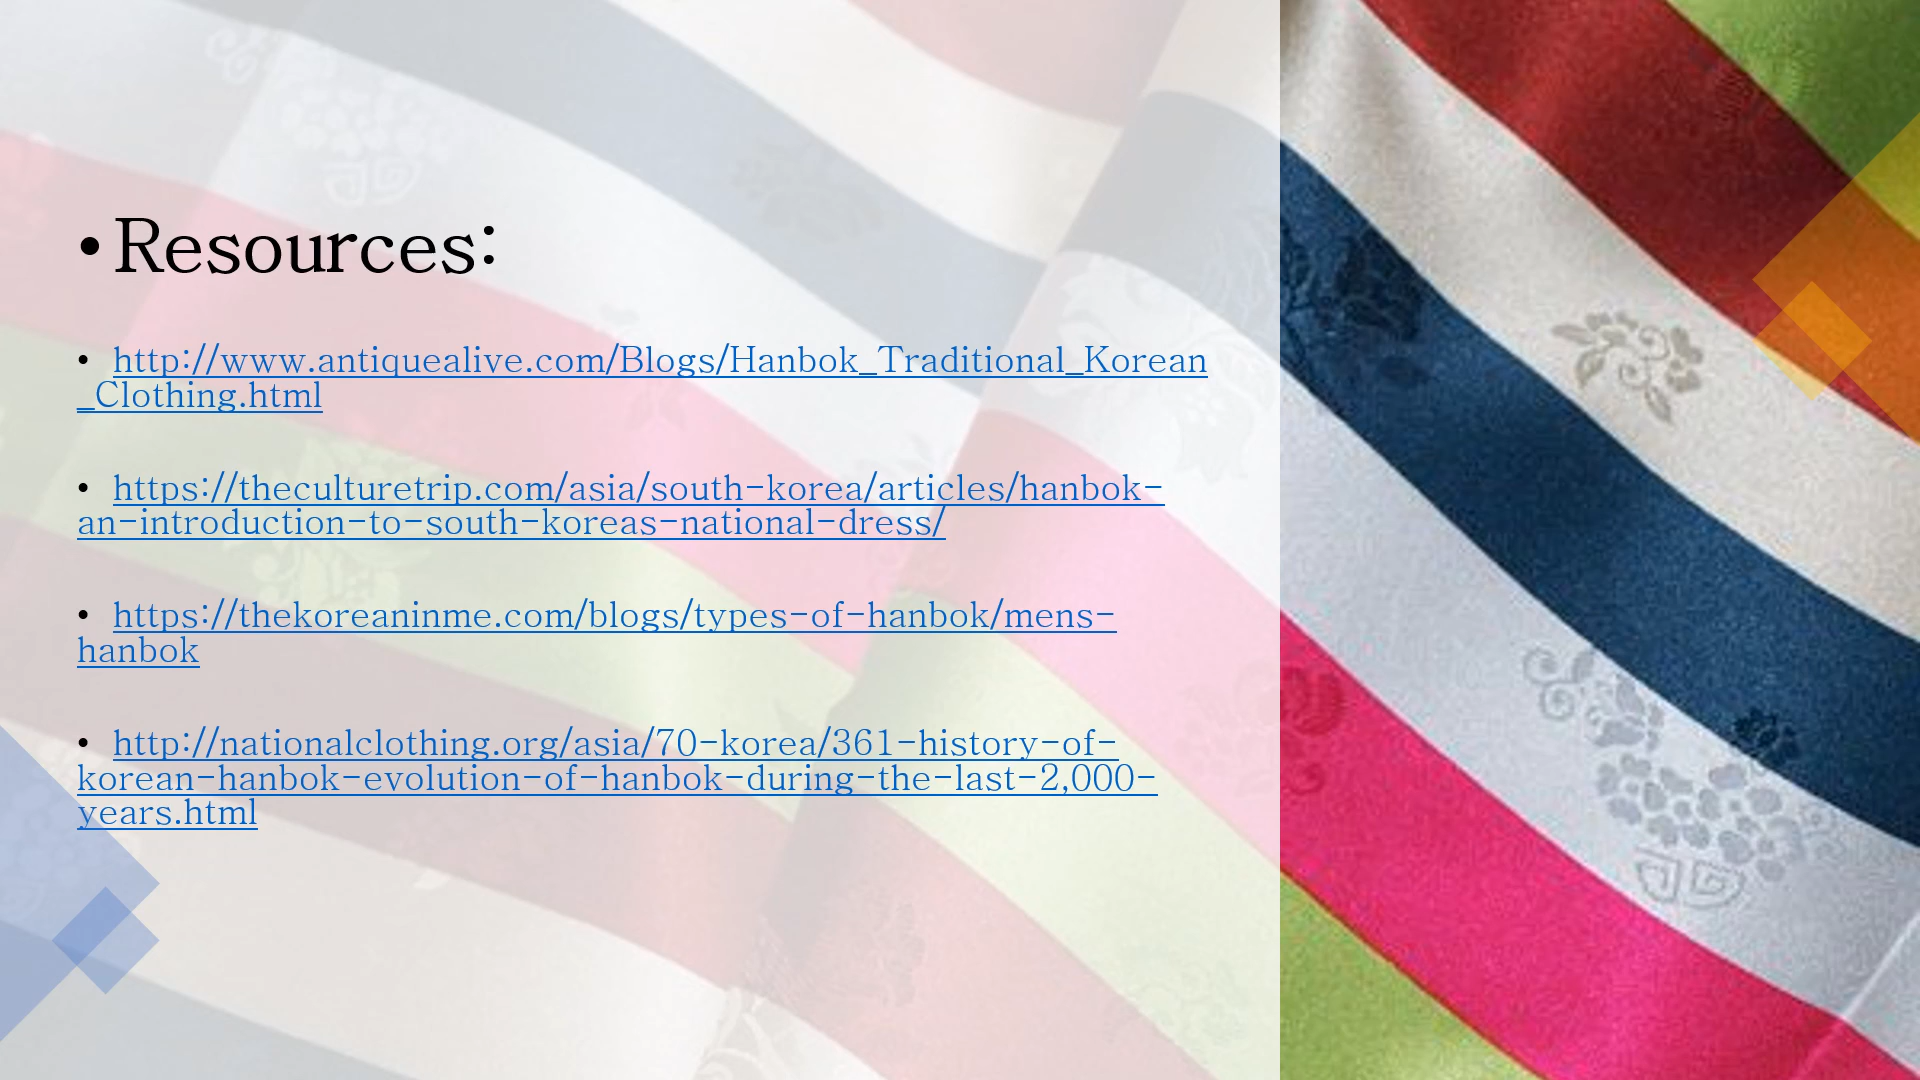 • Resources:
• http://www.antiquealive.com/Blogs/Hanbok_Traditional_Korean
_Clothing.html
• https://theculturetrip.com/asia/south-korea/articles/hanbok-
an-introduction-to-south-koreas-national-dress/
• https://thekoreaninme.com/blogs/types-of-hanbok/mens-
hanbok
• http://nationalclothing.org/asia/70-korea/361-history-of-
korean-hanbok-evolution-of-hanbok-during-the-last-2,000-
years.html